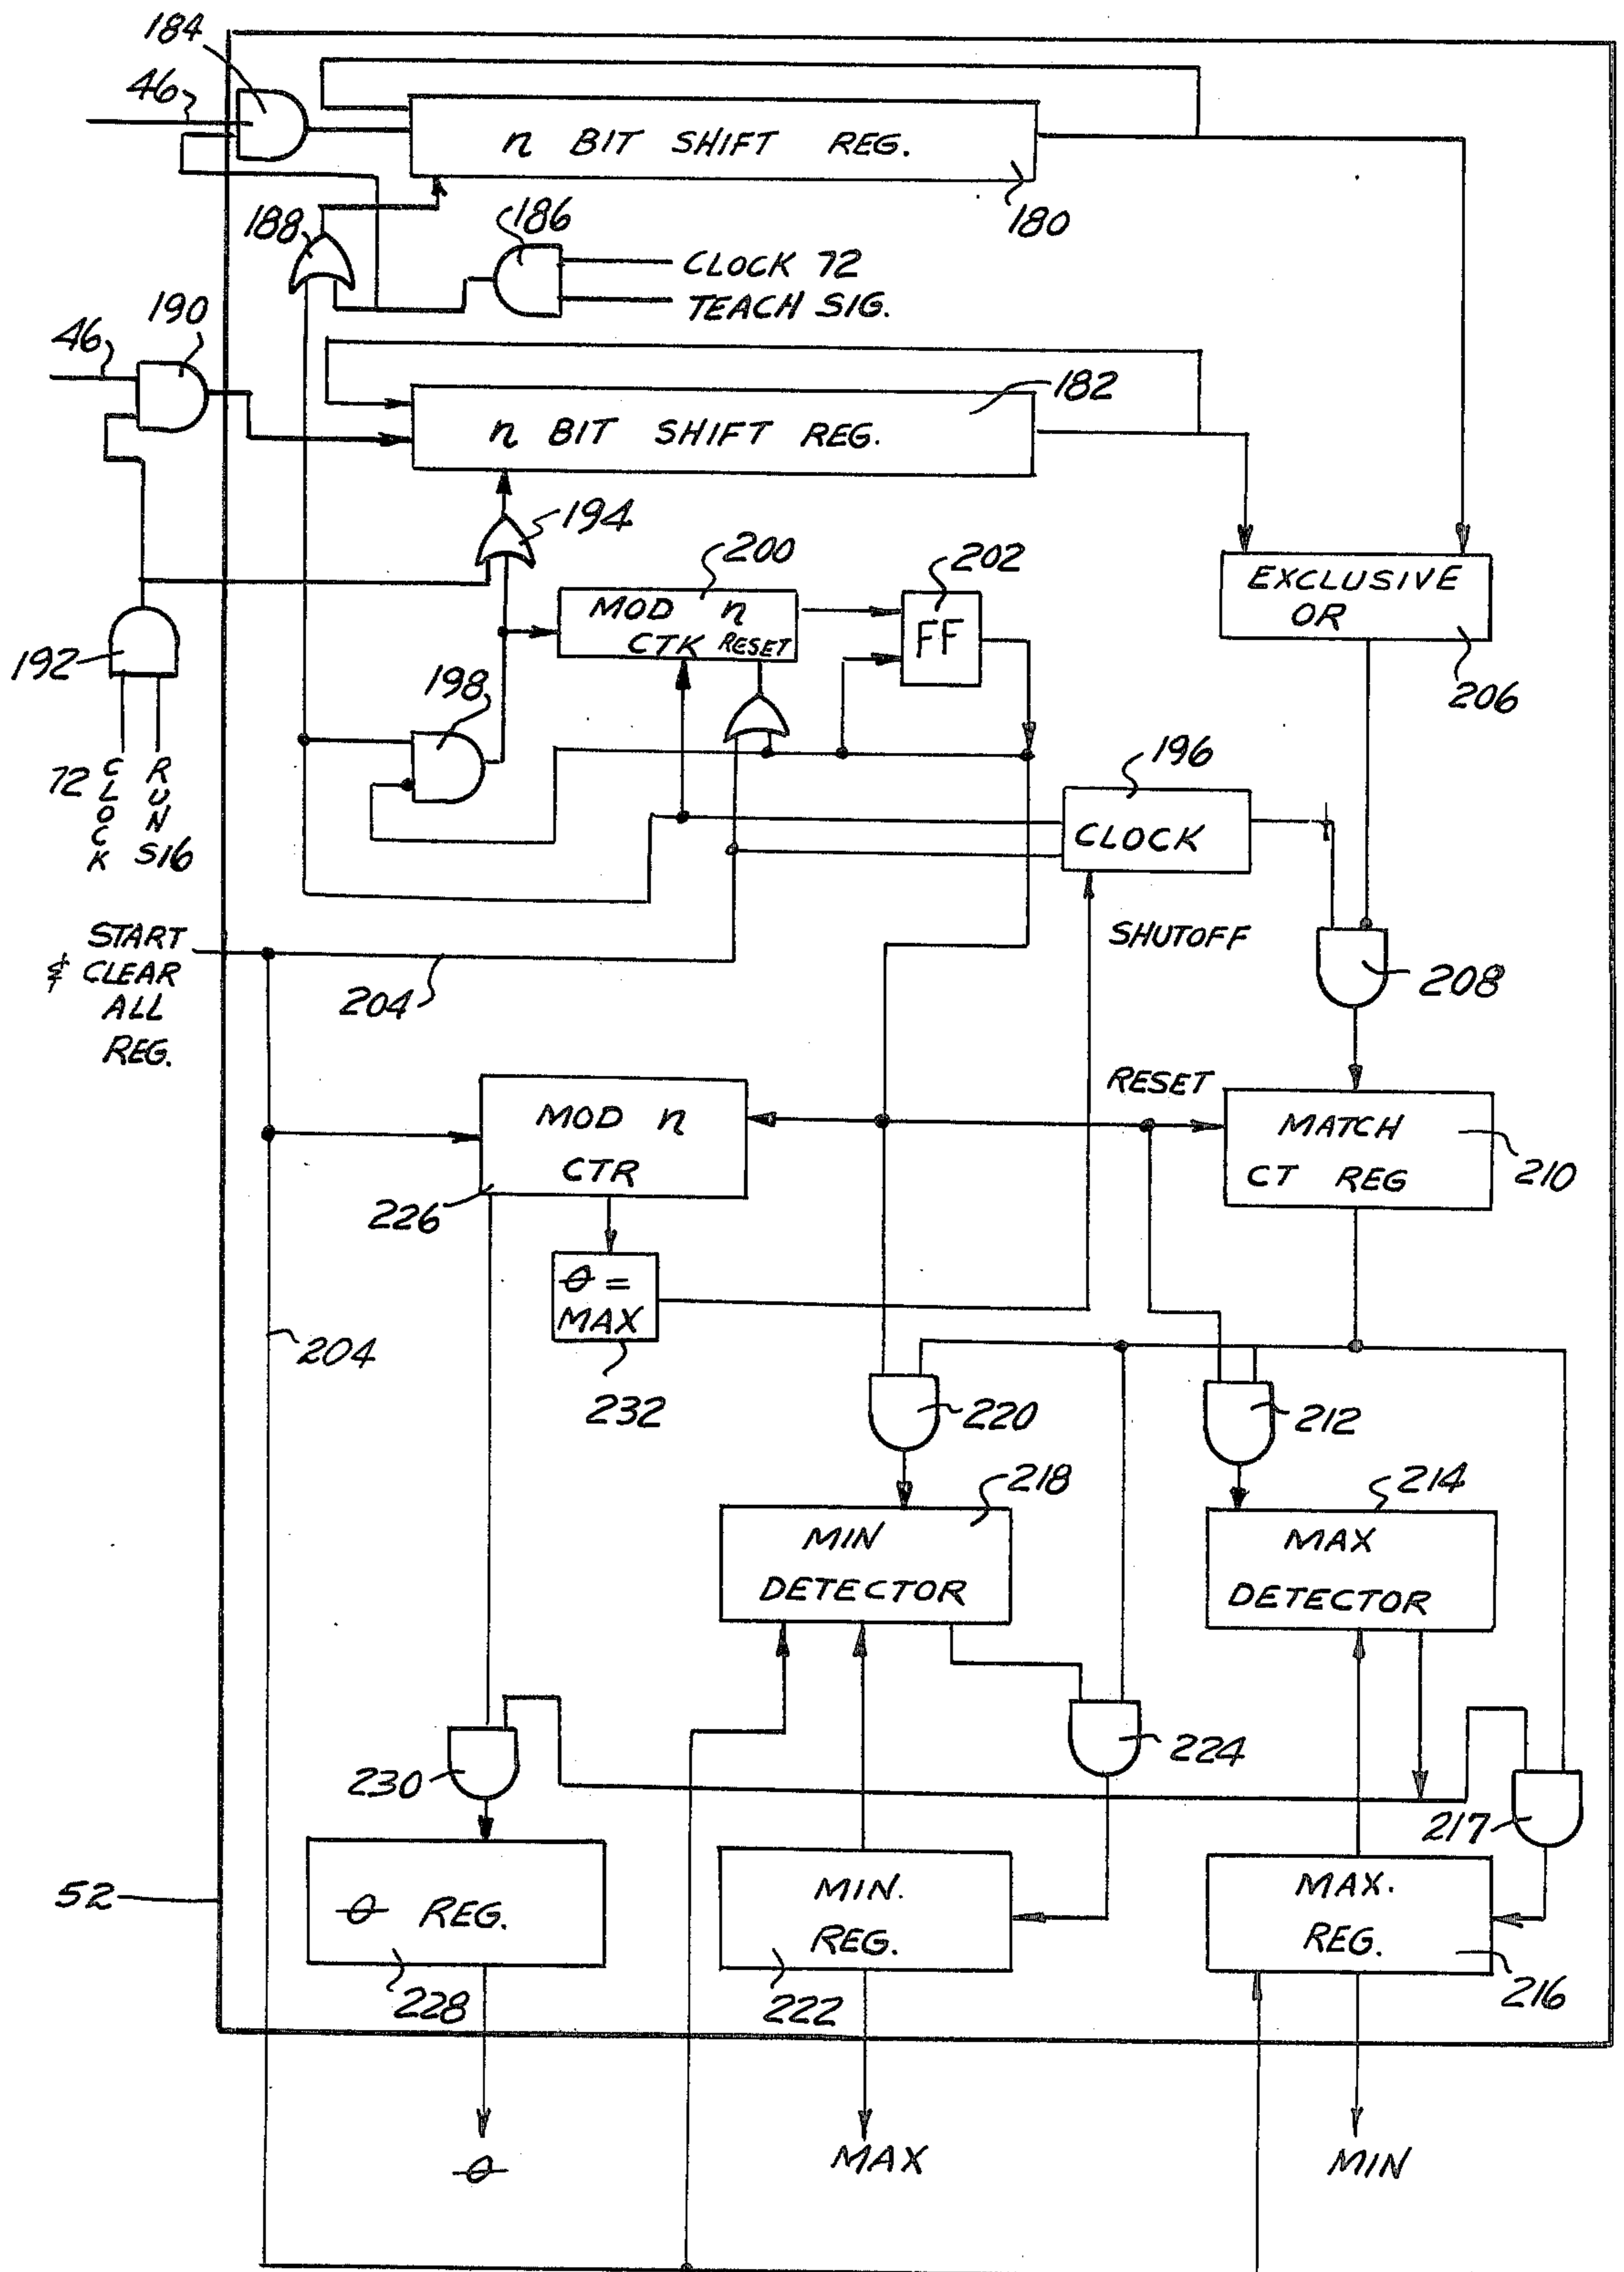 184
46
n BIT SHIFT REG.
180
188
186
CLOCK 72
TEACH SIG.
190
46
182
n BIT SHIFT REG.
194
200
202
MOD n
CTK RESET
FF
EXCLUSIVE
OR
206
192
198
72 CLOCK
RUN SIG
196
CLOCK
START
& CLEAR
ALL
REG.
204
SHUTOFF
208
RESET
MOD n
CTR
226
MATCH
CT REG
210
θ =
MAX
232
204
220
212
218
214
MIN
DETECTOR
MAX
DETECTOR
230
224
217
52
θ REG.
228
MIN.
REG.
222
MAX.
REG.
216
θ
MAX
MIN